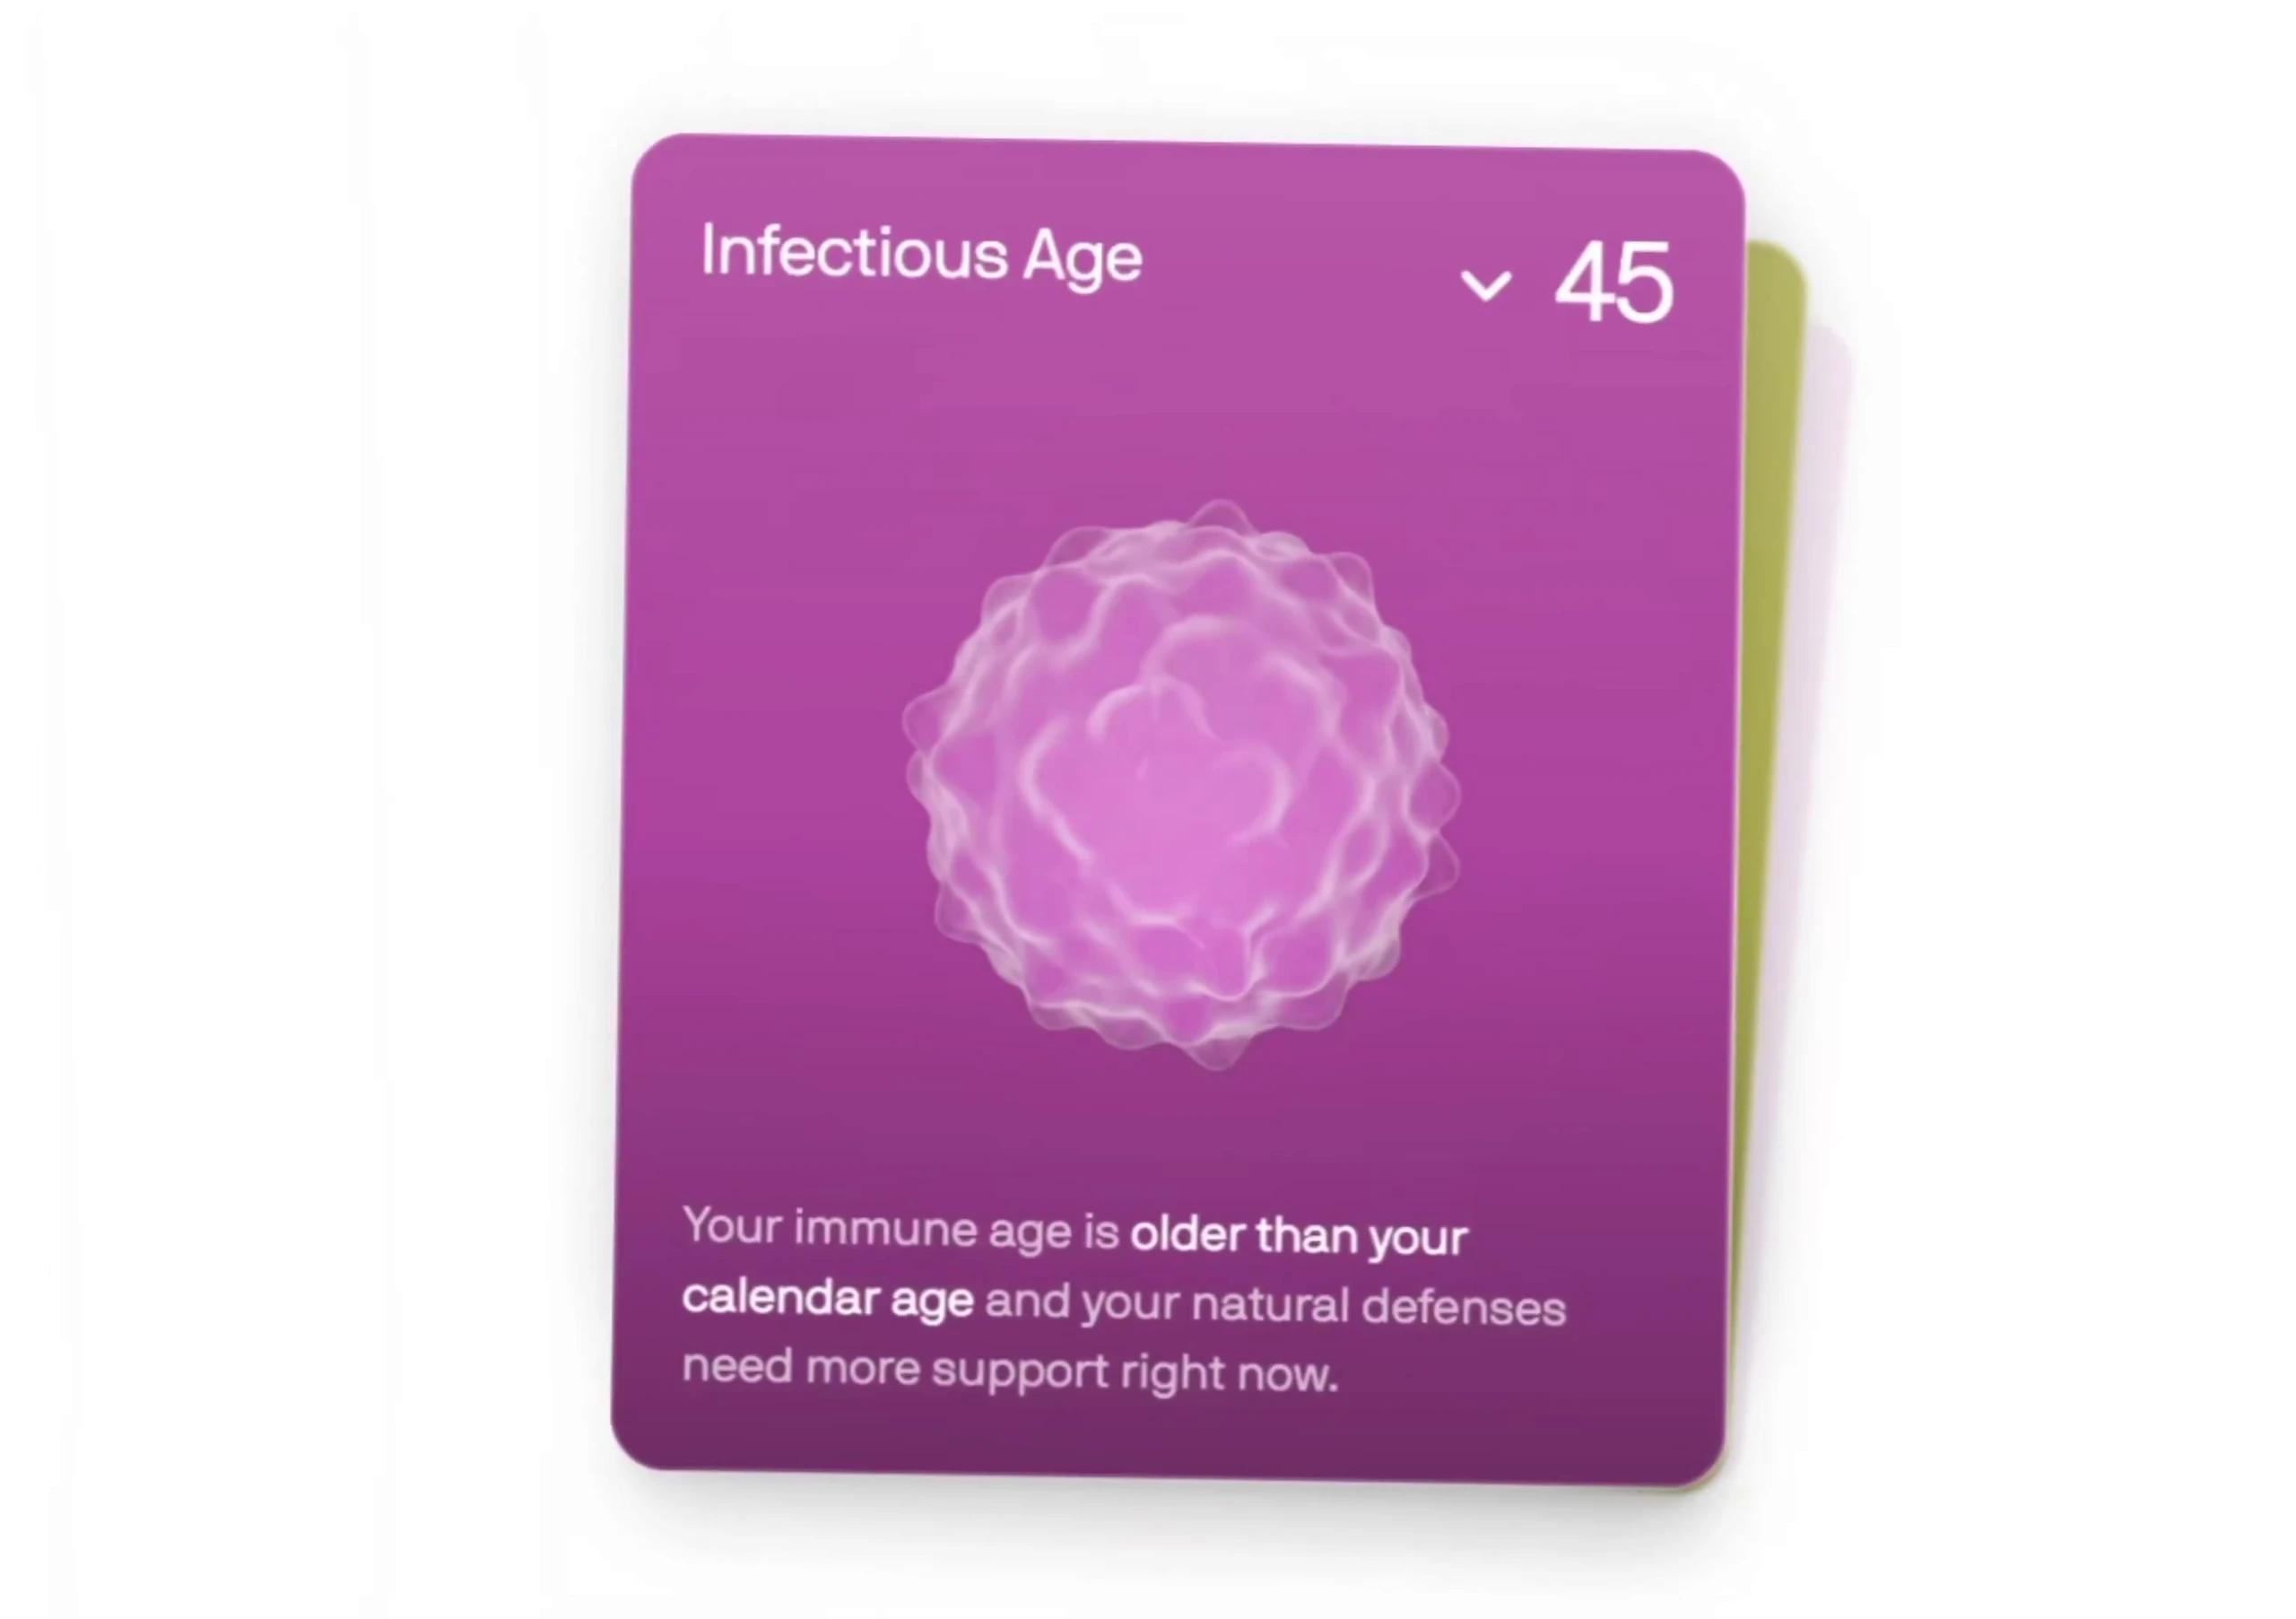 Infectious Age
45
Your immune age is older than your
calendar age and your natural defenses
need more support right now.